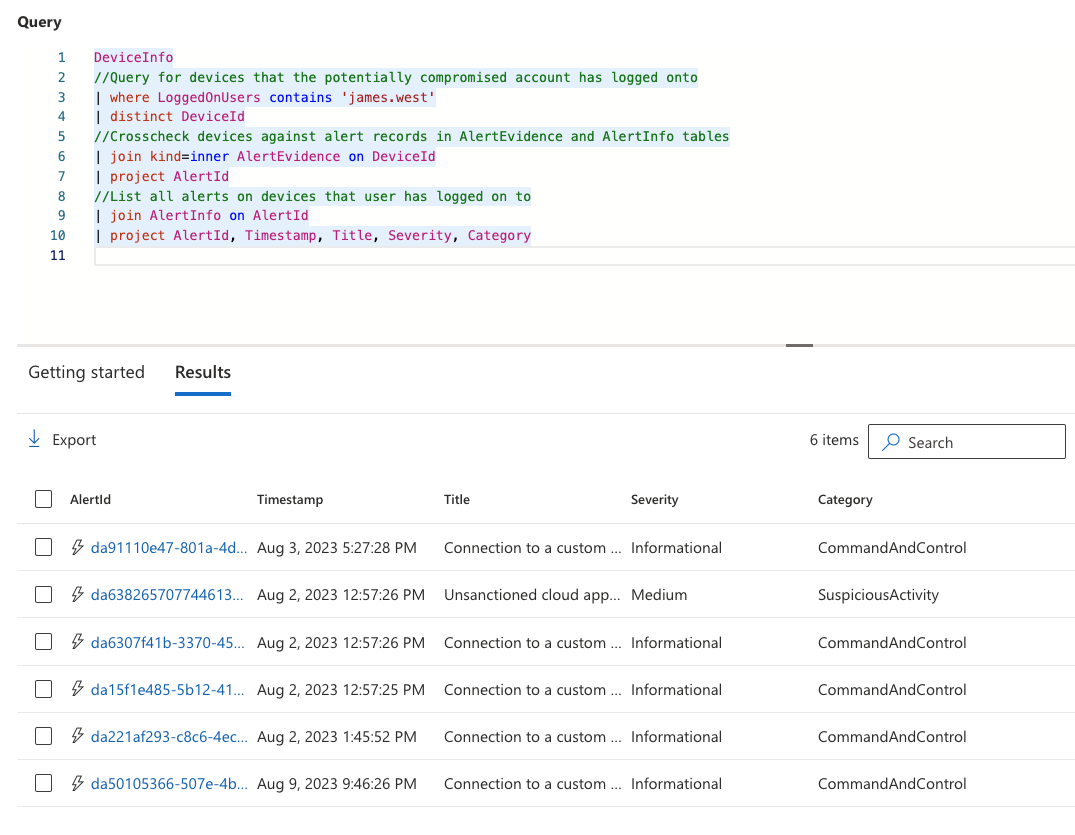 Query
1 DeviceInfo
2 //Query for devices that the potentially compromised account has logged onto
3 | where LoggedOnUsers contains 'james.west'
4 | distinct DeviceId
5 //Crosscheck devices against alert records in AlertEvidence and AlertInfo tables
6 | join kind=inner AlertEvidence on DeviceId
7 | project AlertId
8 //List all alerts on devices that user has logged on to
9 | join AlertInfo on AlertId
10 | project AlertId, Timestamp, Title, Severity, Category
11
Getting started Results
Export 6 items Search
AlertId Timestamp Title Severity Category
da91110e47-801a-4d... Aug 3, 2023 5:27:28 PM Connection to a custom ... Informational CommandAndControl
da638265707744613... Aug 2, 2023 12:57:26 PM Unsanctioned cloud app... Medium SuspiciousActivity
da6307f41b-3370-45... Aug 2, 2023 12:57:26 PM Connection to a custom ... Informational CommandAndControl
da15f1e485-5b12-41... Aug 2, 2023 12:57:25 PM Connection to a custom ... Informational CommandAndControl
da221af293-c8c6-4ec... Aug 2, 2023 1:45:52 PM Connection to a custom ... Informational CommandAndControl
da50105366-507e-4b... Aug 9, 2023 9:46:26 PM Connection to a custom ... Informational CommandAndControl